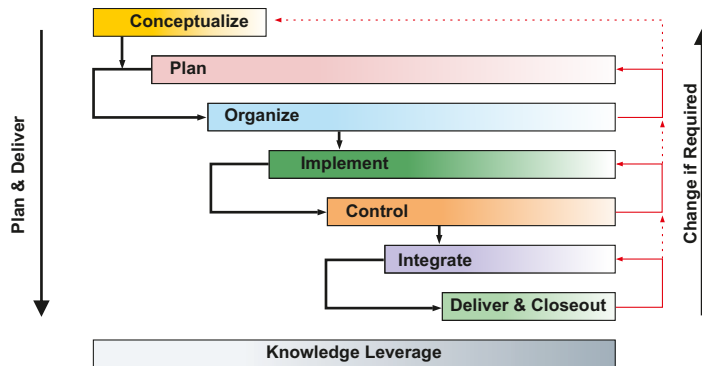 Conceptualize
Plan
Organize
Implement
Control
Integrate
Deliver & Closeout
Knowledge Leverage
Plan & Deliver
Change if Required